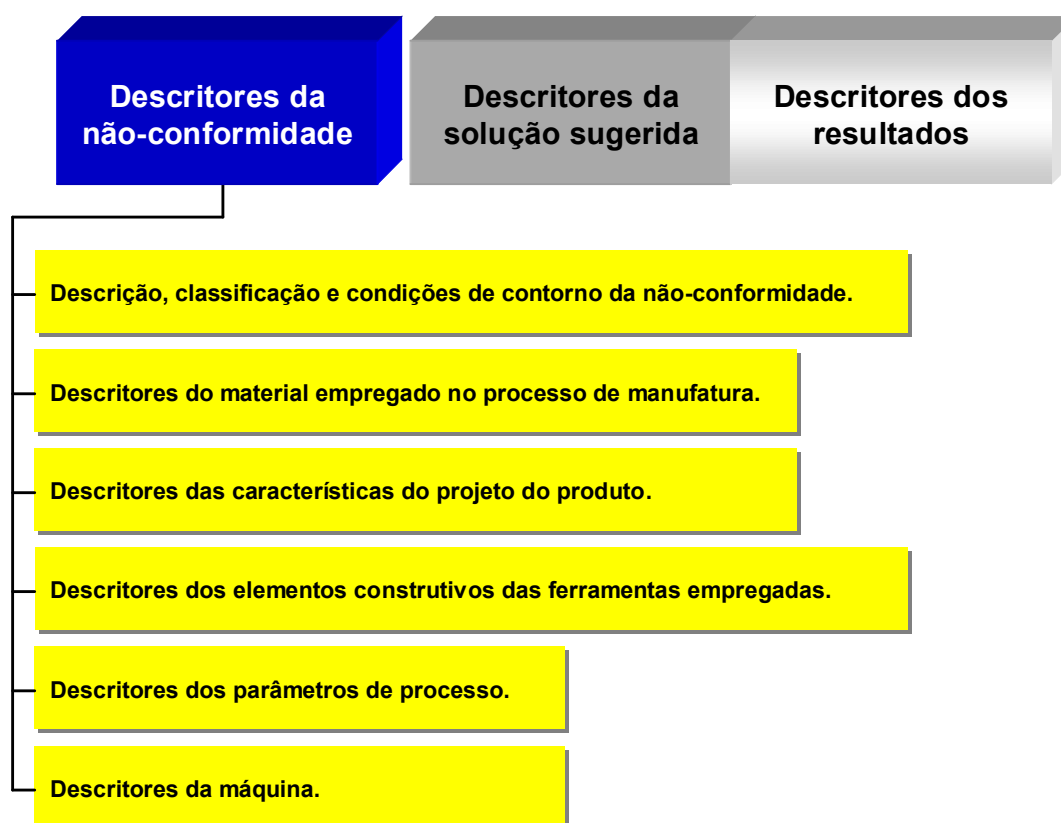 Descritores da
não-conformidade
Descritores da
solução sugerida
Descritores dos
resultados
Descrição, classificação e condições de contorno da não-conformidade.
Descritores do material empregado no processo de manufatura.
Descritores das características do projeto do produto.
Descritores dos elementos construtivos das ferramentas empregadas.
Descritores dos parâmetros de processo.
Descritores da máquina.